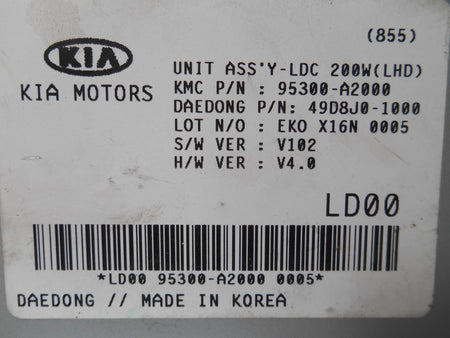 (855)
KIA
KIA MOTORS
UNIT ASS'Y-LDC 200W(LHD)
KMC P/N : 95300-A2000
DAEDONG P/N: 49D8J0-1000
LOT N/O : EKO X16N 0005
S/W VER : V102
H/W VER : V4.0
LD00
*LD00 95300-A2000 0005*
DAEDONG // MADE IN KOREA